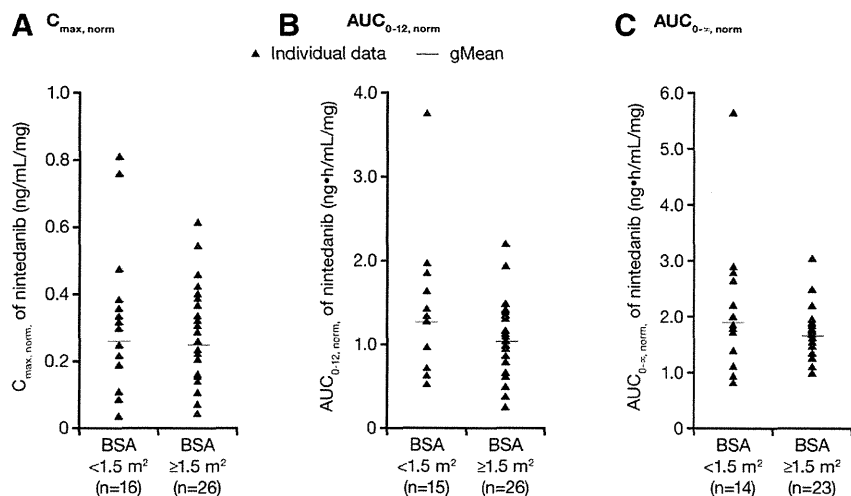 A C_max, norm
B AUC_0-12, norm
C AUC_0-∞, norm
▲ Individual data — gMean
C_max, norm, of nintedanib (ng/mL/mg)
1.0
0.8
0.6
0.4
0.2
0
BSA <1.5 m² (n=16)
BSA ≥1.5 m² (n=26)
AUC_0-12, norm, of nintedanib (ng•h/mL/mg)
4.0
3.0
2.0
1.0
0
BSA <1.5 m² (n=15)
BSA ≥1.5 m² (n=26)
AUC_0-∞, norm, of nintedanib (ng•h/mL/mg)
6.0
5.0
4.0
3.0
2.0
1.0
0
BSA <1.5 m² (n=14)
BSA ≥1.5 m² (n=23)